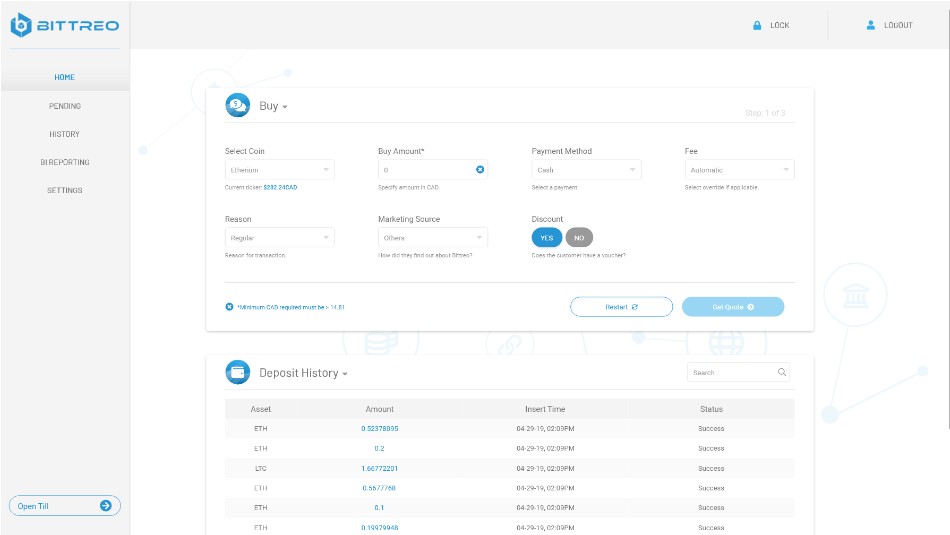 BITTREO
LOCK
LOGOUT
HOME
PENDING
HISTORY
BI REPORTING
SETTINGS
Open Till
Buy
Step: 1 of 3
Select Coin
Buy Amount*
Payment Method
Fee
Etherium
0
Cash
Automatic
Current ticker: $282.24CAD
Specify amount in CAD.
Select a payment.
Select override if applicable.
Reason
Marketing Source
Discount
Regular
Others
YES
NO
Reason for transaction
How did they find out about Bittreo?
Does the customer have a voucher?
*Minimum CAD required must be > 14.81
Restart
Get Quote
Deposit History
Search
Asset Amount Insert Time Status
ETH 0.52378095 04-29-19, 02:09PM Success
ETH 0.2 04-29-19, 02:09PM Success
LTC 1.66772201 04-29-19, 02:09PM Success
ETH 0.5677768 04-29-19, 02:09PM Success
ETH 0.1 04-29-19, 02:09PM Success
ETH 0.19979948 04-29-19, 02:09PM Success